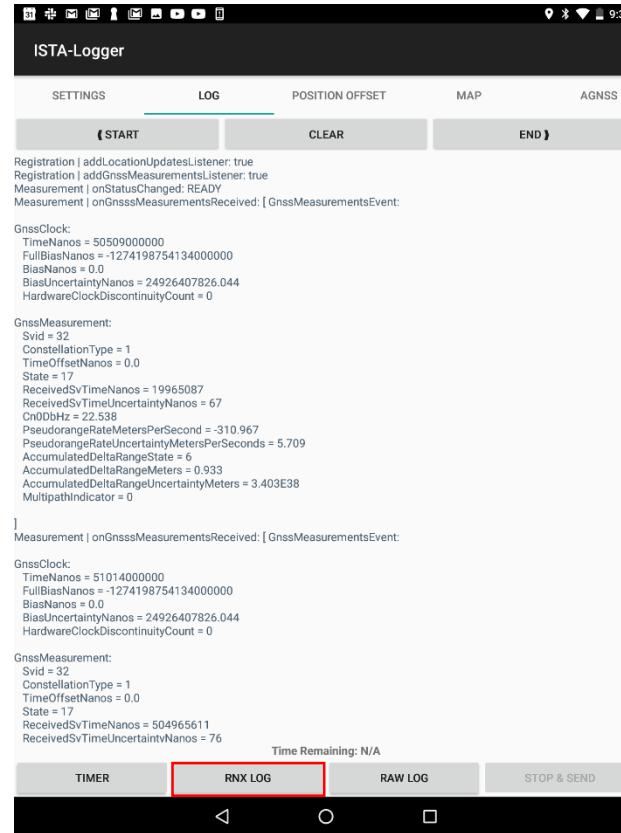 31
9:3
ISTA-Logger
SETTINGS LOG POSITION OFFSET MAP AGNSS
⟪ START CLEAR END ⟫
Registration | addLocationUpdatesListener: true
Registration | addGnssMeasurementsListener: true
Measurement | onStatusChanged: READY
Measurement | onGnsssMeasurementsReceived: [ GnssMeasurementsEvent:
GnssClock:
TimeNanos = 50509000000
FullBiasNanos = -1274198754134000000
BiasNanos = 0.0
BiasUncertaintyNanos = 24926407826.044
HardwareClockDiscontinuityCount = 0
GnssMeasurement:
Svid = 32
ConstellationType = 1
TimeOffsetNanos = 0.0
State = 17
ReceivedSvTimeNanos = 19965087
ReceivedSvTimeUncertaintyNanos = 67
Cn0DbHz = 22.538
PseudorangeRateMetersPerSecond = -310.967
PseudorangeRateUncertaintyMetersPerSeconds = 5.709
AccumulatedDeltaRangeState = 6
AccumulatedDeltaRangeMeters = 0.933
AccumulatedDeltaRangeUncertaintyMeters = 3.403E38
MultipathIndicator = 0
]
Measurement | onGnsssMeasurementsReceived: [ GnssMeasurementsEvent:
GnssClock:
TimeNanos = 51014000000
FullBiasNanos = -1274198754134000000
BiasNanos = 0.0
BiasUncertaintyNanos = 24926407826.044
HardwareClockDiscontinuityCount = 0
GnssMeasurement:
Svid = 32
ConstellationType = 1
TimeOffsetNanos = 0.0
State = 17
ReceivedSvTimeNanos = 504965611
ReceivedSvTimeUncertaintyNanos = 76
Time Remaining: N/A
TIMER RNX LOG RAW LOG STOP & SEND